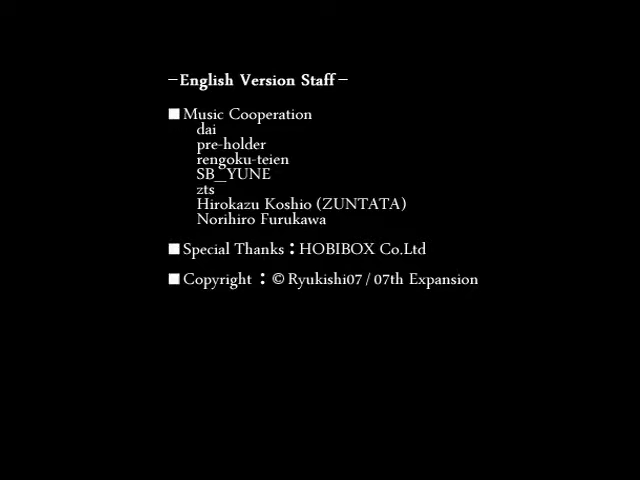 −English Version Staff−
■Music Cooperation
dai
pre-holder
rengoku-teien
SB_YUNE
zts
Hirokazu Koshio (ZUNTATA)
Norihiro Furukawa
■Special Thanks：HOBIBOX Co.Ltd
■Copyright：©Ryukishi07/07th Expansion